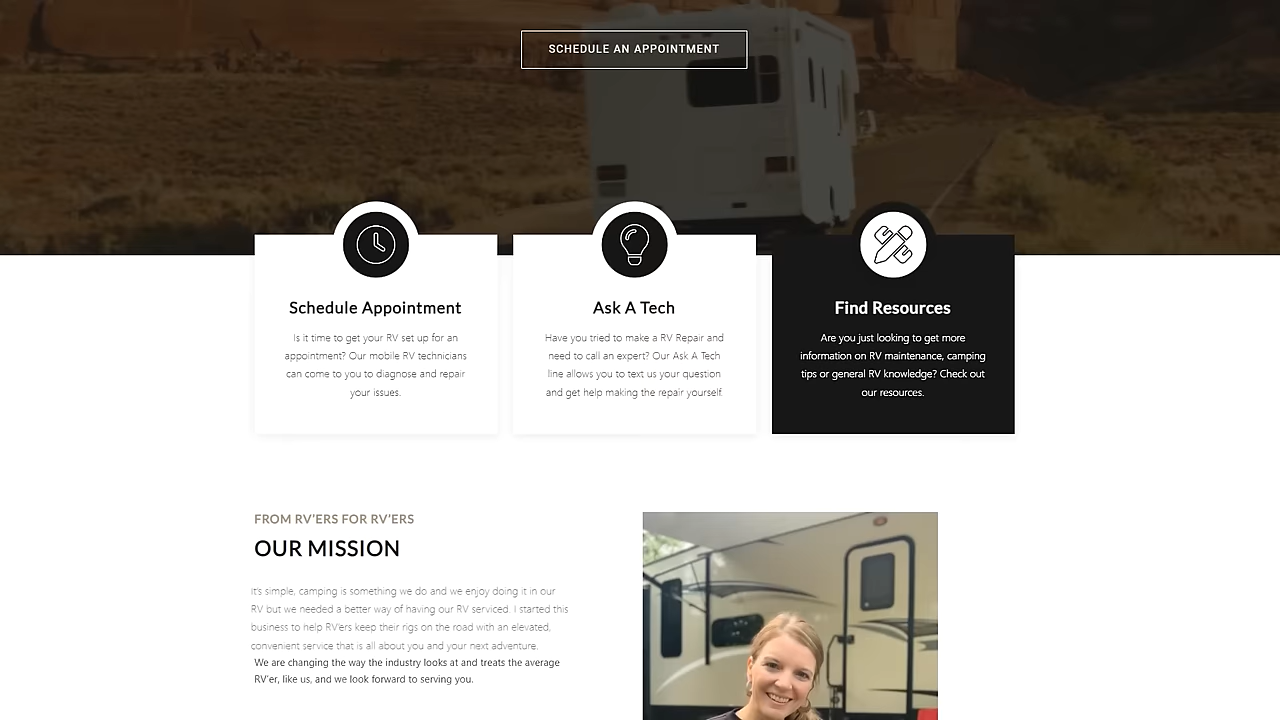 SCHEDULE AN APPOINTMENT
Schedule Appointment
Is it time to get your RV set up for an
appointment? Our mobile RV technicians
can come to you to diagnose and repair
your issues.
Ask A Tech
Have you tried to make a RV Repair and
need to call an expert? Our Ask A Tech
line allows you to text us your question
and get help making the repair yourself.
Find Resources
Are you just looking to get more
information on RV maintenance, camping
tips or general RV knowledge? Check out
our resources.
FROM RV'ERS FOR RV'ERS
OUR MISSION
It's simple, camping is something we do and we enjoy doing it in our
RV but we needed a better way of having our RV serviced. I started this
business to help RV'ers keep their rigs on the road with an elevated,
convenient service that is all about you and your next adventure.
We are changing the way the industry looks at and treats the average
RV'er, like us, and we look forward to serving you.